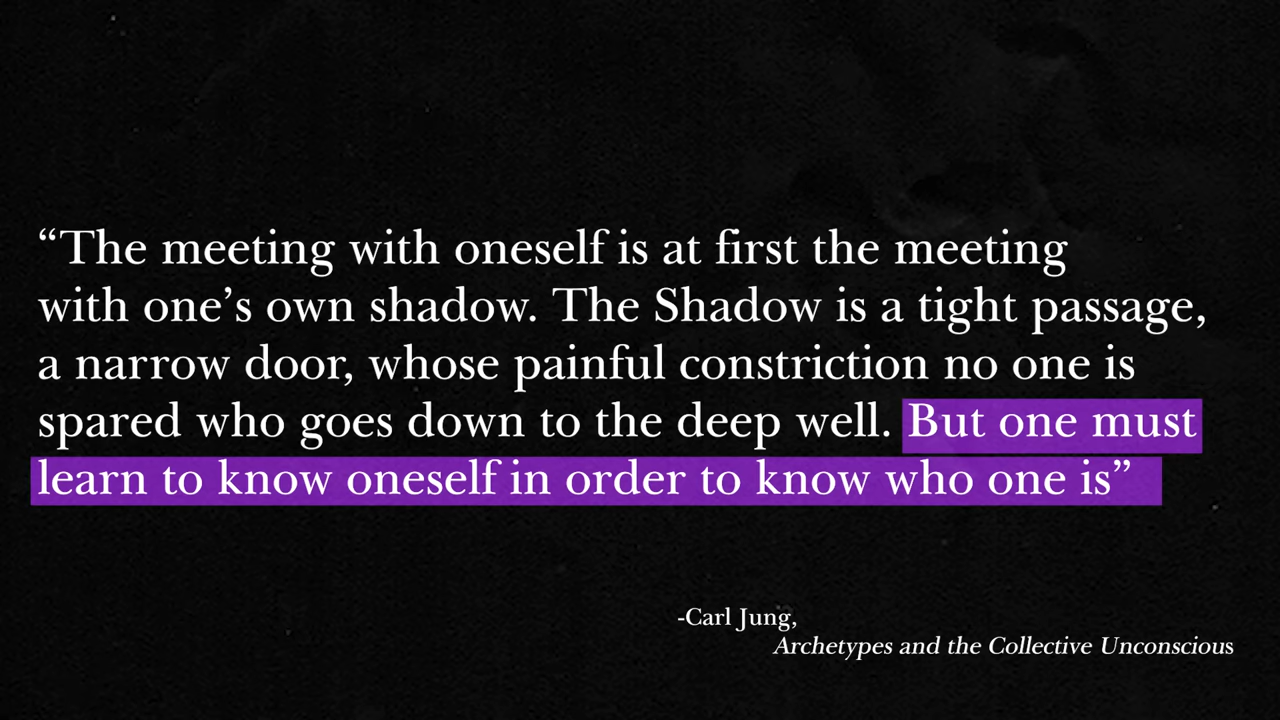 “The meeting with oneself is at first the meeting
with one’s own shadow. The Shadow is a tight passage,
a narrow door, whose painful constriction no one is
spared who goes down to the deep well. But one must
learn to know oneself in order to know who one is”
-Carl Jung,
Archetypes and the Collective Unconscious